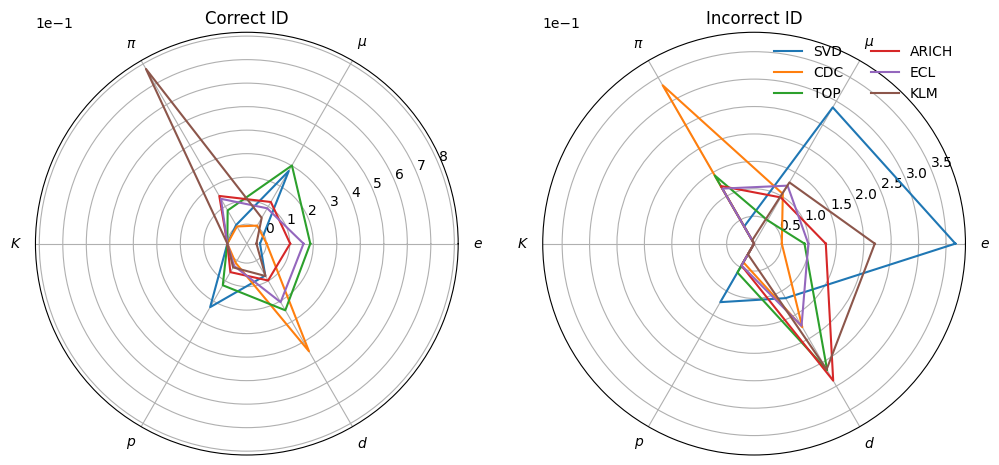 Correct ID
1e−1
π
μ
8
7
6
5
4
3
2
1
0
K
e
p
d
Incorrect ID
1e−1
π
μ
SVD
CDC
TOP
ARICH
ECL
KLM
3.5
3.0
2.5
2.0
1.5
1.0
0.5
K
e
p
d